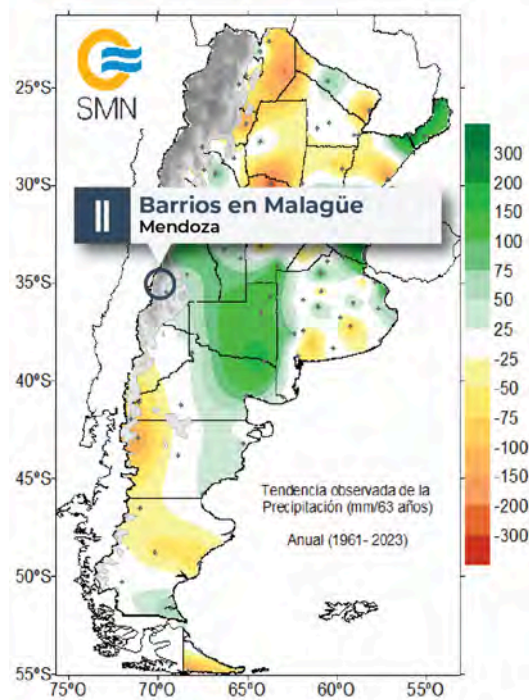 SMN
25°S
30°S
35°S
40°S
45°S
50°S
55°S
II
Barrios en Malagüe
Mendoza
300
200
150
100
75
50
25
-25
-50
-75
-100
-150
-200
-300
Tendencia observada de la
Precipitación (mm/63 años)
Anual (1961- 2023)
75°O
70°O
65°O
60°O
55°O